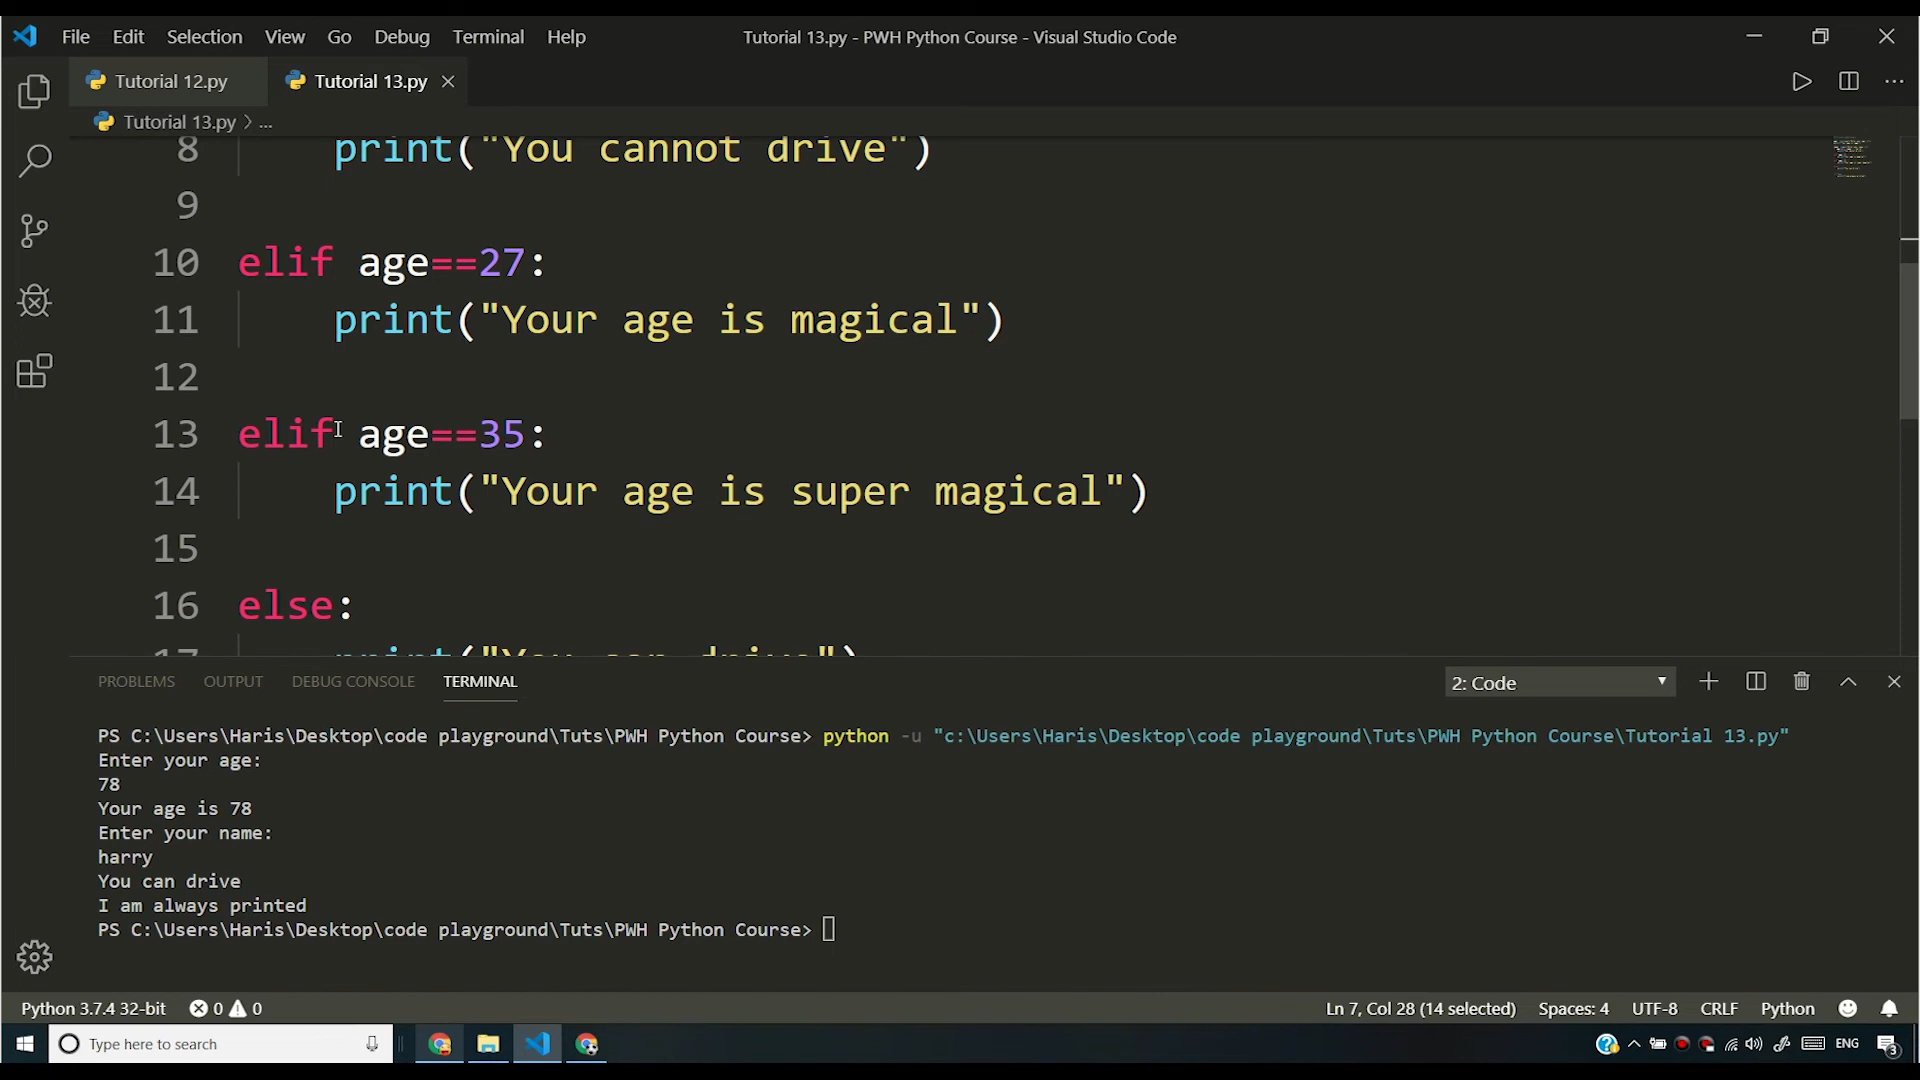 File Edit Selection View Go Debug Terminal Help
Tutorial 13.py - PWH Python Course - Visual Studio Code
Tutorial 12.py
Tutorial 13.py
Tutorial 13.py > ...
8 print("You cannot drive")
9
10 elif age==27:
11 print("Your age is magical")
12
13 elif age==35:
14 print("Your age is super magical")
15
16 else:
17 print("You can drive")
PROBLEMS OUTPUT DEBUG CONSOLE TERMINAL
2: Code
PS C:\Users\Haris\Desktop\code playground\Tuts\PWH Python Course> python -u "c:\Users\Haris\Desktop\code playground\Tuts\PWH Python Course\Tutorial 13.py"
Enter your age:
78
Your age is 78
Enter your name:
harry
You can drive
I am always printed
PS C:\Users\Haris\Desktop\code playground\Tuts\PWH Python Course>
Python 3.7.4 32-bit 0 0
Ln 7, Col 28 (14 selected) Spaces: 4 UTF-8 CRLF Python
Type here to search
ENG
3